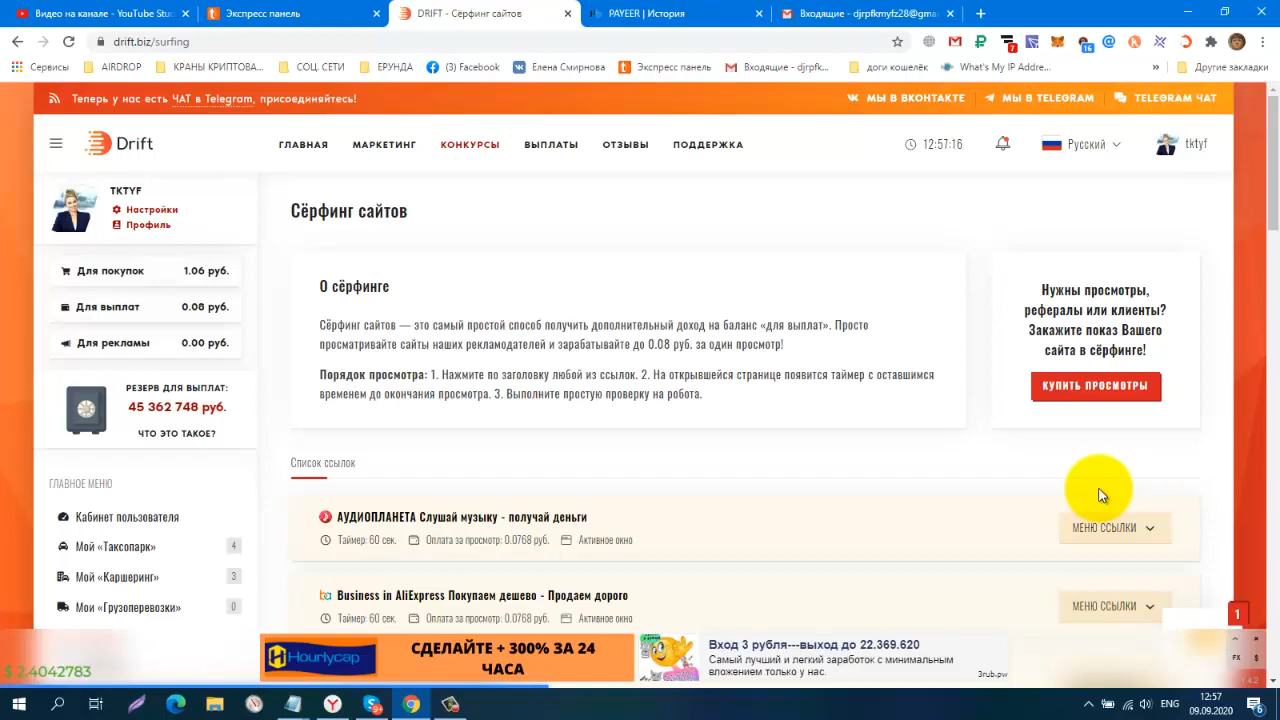 Видео на канале - YouTube Studio
Экспресс панель
DRIFT - Сёрфинг сайтов
PAYEER | История
Входящие - djrpfkmyfz28@gma
drift.biz/surfing
7
16
Сервисы
AIRDROP
КРАНЫ КРИПТОВА...
СОЦ. СЕТИ
ЕРУНДА
(3) Facebook
Елена Смирнова
Экспресс панель
Входящие - djrpfk...
доги кошелёк
What's My IP Addre...
»
Другие закладки
Теперь у нас есть ЧАТ в Telegram, присоединяйтесь!
МЫ В ВКОНТАКТЕ
МЫ В TELEGRAM
TELEGRAM ЧАТ
Drift
ГЛАВНАЯ
МАРКЕТИНГ
КОНКУРСЫ
ВЫПЛАТЫ
ОТЗЫВЫ
ПОДДЕРЖКА
12:57:16
Русский
tktyf
TKTYF
Настройки
Профиль
Для покупок 1.06 руб.
Для выплат 0.08 руб.
Для рекламы 0.00 руб.
РЕЗЕРВ ДЛЯ ВЫПЛАТ:
45 362 748 руб.
ЧТО ЭТО ТАКОЕ?
ГЛАВНОЕ МЕНЮ
Кабинет пользователя
Мой «Таксопарк» 4
Мой «Каршеринг» 3
Мои «Грузоперевозки» 0
Сёрфинг сайтов
О сёрфинге
Сёрфинг сайтов — это самый простой способ получить дополнительный доход на баланс «для выплат». Просто
просматривайте сайты наших рекламодателей и зарабатывайте до 0.08 руб. за один просмотр!
Порядок просмотра: 1. Нажмите по заголовку любой из ссылок. 2. На открывшейся странице появится таймер с оставшимся
временем до окончания просмотра. 3. Выполните простую проверку на робота.
Нужны просмотры,
рефералы или клиенты?
Закажите показ Вашего
сайта в сёрфинге!
КУПИТЬ ПРОСМОТРЫ
Список ссылок
АУДИОПЛАНЕТА Слушай музыку - получай деньги
Таймер: 60 сек. Оплата за просмотр: 0.0768 руб. Активное окно
МЕНЮ ССЫЛКИ
Business in AliExpress Покупаем дешево - Продаем дорого
Таймер: 60 сек. Оплата за просмотр: 0.0768 руб. Активное окно
МЕНЮ ССЫЛКИ
1
$ 2.4042783
Hourlycap
СДЕЛАЙТЕ + 300% ЗА 24
ЧАСА
Вход 3 рубля---выход до 22.369.620
Самый лучший и легкий заработок с минимальным
вложением только у нас.
3rub.pw
FX $
4.2
9+
ENG
12:57
09.09.2020
6